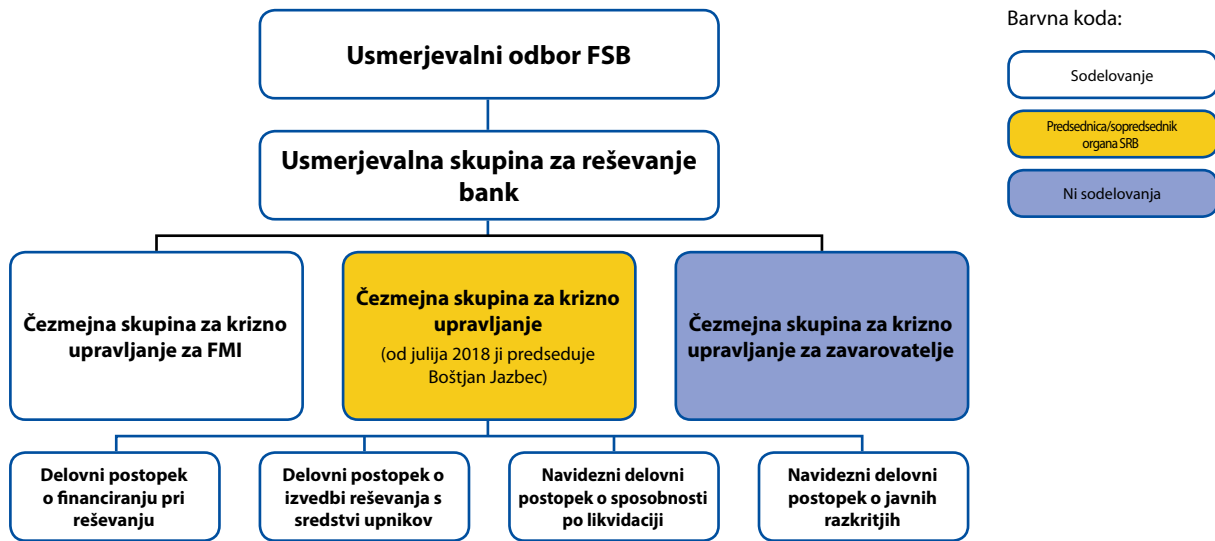 Usmerjevalni odbor FSB
Usmerjevalna skupina za reševanje
bank
Čezmejna skupina za krizno
upravljanje za FMI
Čezmejna skupina za krizno
upravljanje
(od julija 2018 ji predseduje
Boštjan Jazbec)
Čezmejna skupina za krizno
upravljanje za zavarovatelje
Delovni postopek
o financiranju pri
reševanju
Delovni postopek o
izvedbi reševanja s
sredstvi upnikov
Navidezni delovni
postopek o sposobnosti
po likvidaciji
Navidezni delovni
postopek o javnih
razkritjih
Barvna koda:
Sodelovanje
Predsednica/sopredsednik
organa SRB
Ni sodelovanja